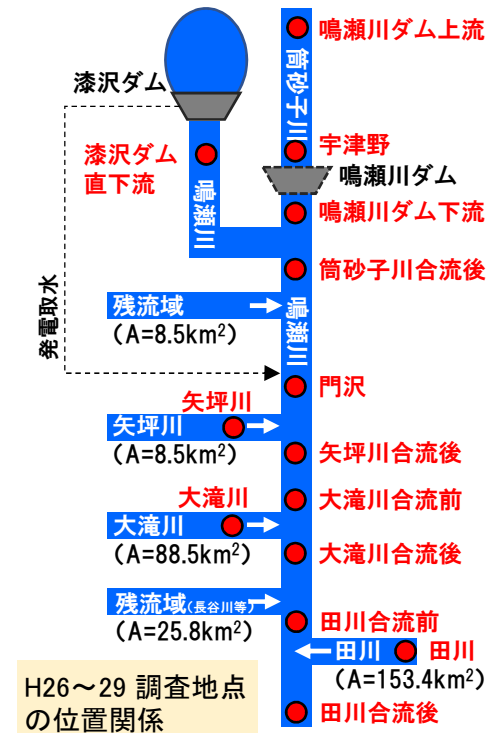 鳴瀬川ダム上流
筒砂子川
漆沢ダム
宇津野
漆沢ダム
直下流
鳴瀬川ダム
鳴瀬川
鳴瀬川ダム下流
筒砂子川合流後
発電取水
残流域
(A=8.5km²)
鳴瀬川
門沢
矢坪川
矢坪川
(A=8.5km²)
矢坪川合流後
大滝川
大滝川合流前
大滝川
(A=88.5km²)
大滝川合流後
残流域(長谷川等)
(A=25.8km²)
田川合流前
田川
田川
(A=153.4km²)
H26～29 調査地点
の位置関係
田川合流後